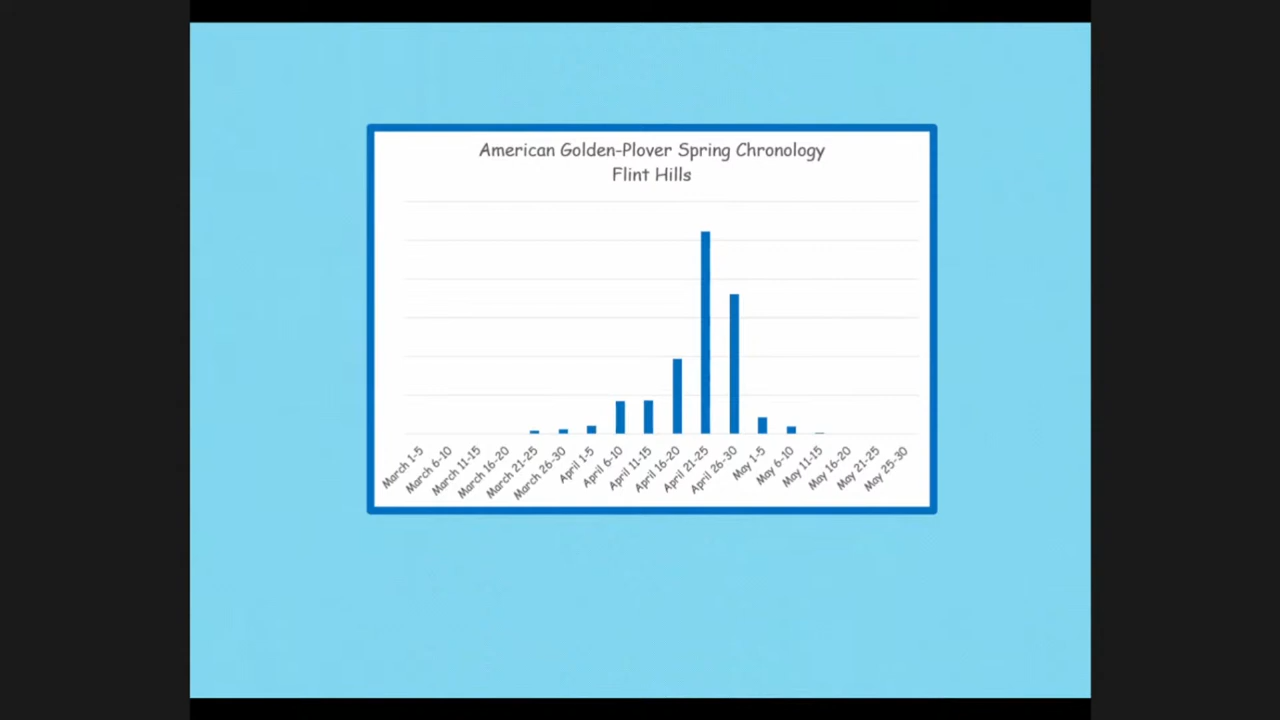 American Golden-Plover Spring Chronology
Flint Hills
March 1-5
March 6-10
March 11-15
March 16-20
March 21-25
March 26-30
April 1-5
April 6-10
April 11-15
April 16-20
April 21-25
April 26-30
May 1-5
May 6-10
May 11-15
May 16-20
May 21-25
May 25-30